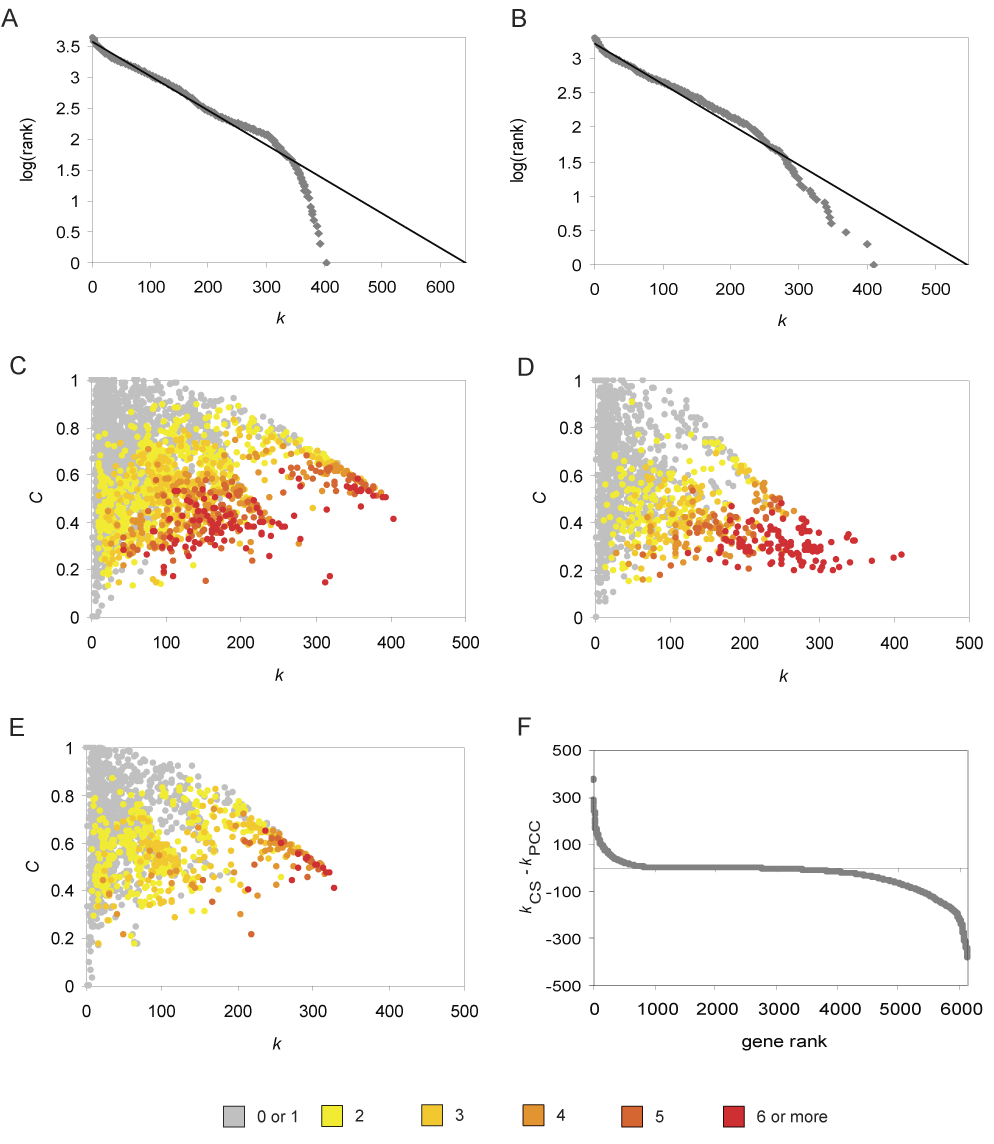 A
3.5
3
2.5
2
1.5
1
0.5
0
log(rank)
0 100 200 300 400 500 600
k
B
3
2.5
2
1.5
1
0.5
0
log(rank)
0 100 200 300 400 500
k
C
1
0.8
0.6
0.4
0.2
0
C
0 100 200 300 400 500
k
D
1
0.8
0.6
0.4
0.2
0
C
0 100 200 300 400 500
k
E
1
0.8
0.6
0.4
0.2
0
C
0 100 200 300 400 500
k
F
500
300
100
-100
-300
-500
kCS - kPCC
0 1000 2000 3000 4000 5000 6000
gene rank
0 or 1 2 3 4 5 6 or more